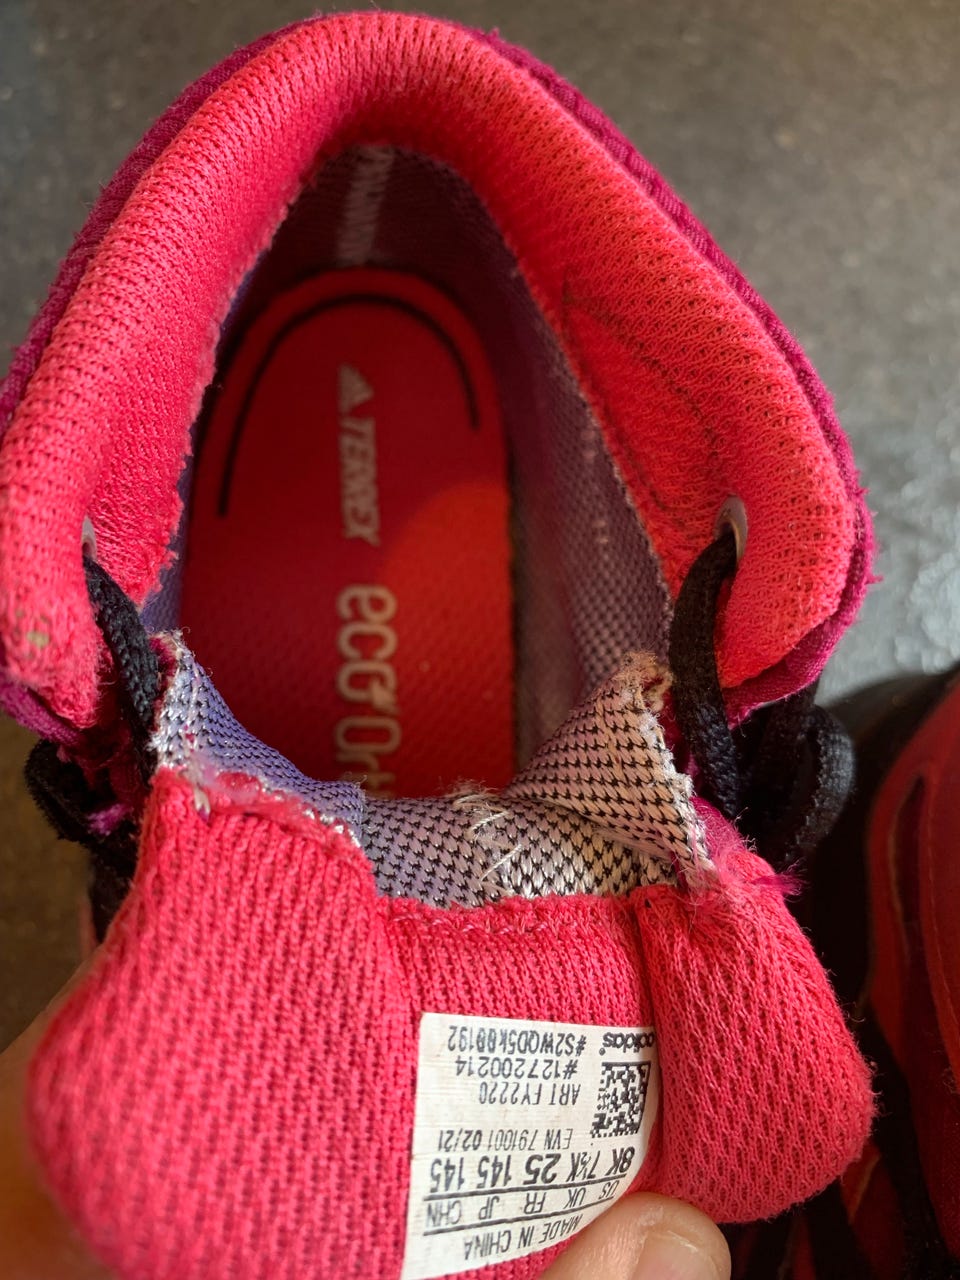 TERREX
ecoOrt
adidas®
#S2WQD5k00192
#127200214
ART FY2220
EVN 791001 02/21
8K 7½K 25 145 145
US UK FR JP CHN
MADE IN CHINA